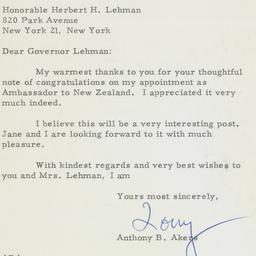 Honorable Herbert H. Lehman
820 Park Avenue
New York 21, New York
Dear Governor Lehman:
My warmest thanks to you for your thoughtful
note of congratulations on my appointment as
Ambassador to New Zealand. I appreciated it very
much indeed.
I believe this will be a very interesting post.
Jane and I are looking forward to it with much
pleasure.
With kindest regards and very best wishes to
you and Mrs. Lehman, I am
Yours most sincerely,
Tony
Anthony B. Akers